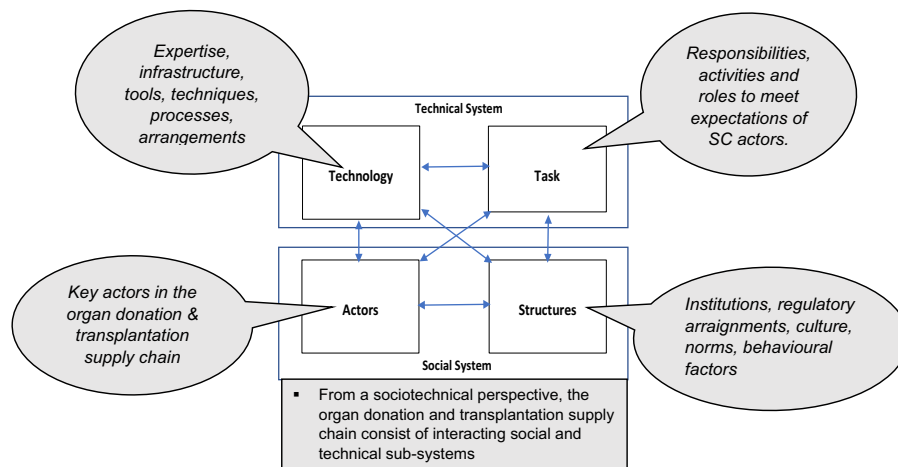 Expertise,
infrastructure,
tools, techniques,
processes,
arrangements
Responsibilities,
activities and
roles to meet
expectations of
SC actors.
Technical System
Technology
Task
Key actors in the
organ donation &
transplantation
supply chain
Actors
Structures
Institutions, regulatory
arraignments, culture,
norms, behavioural
factors
Social System
▪ From a sociotechnical perspective, the
organ donation and transplantation supply
chain consist of interacting social and
technical sub-systems